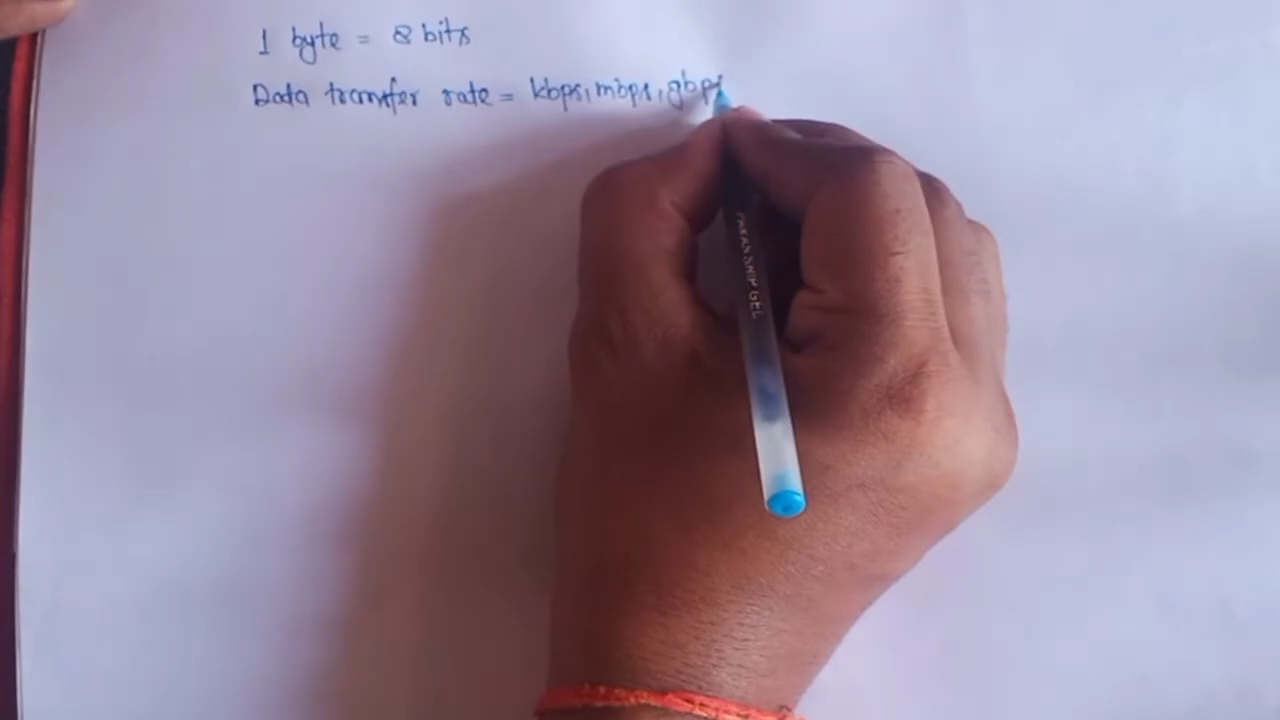 1 byte = 8 bits
Data transfer rate = kbps, mbps, gbps